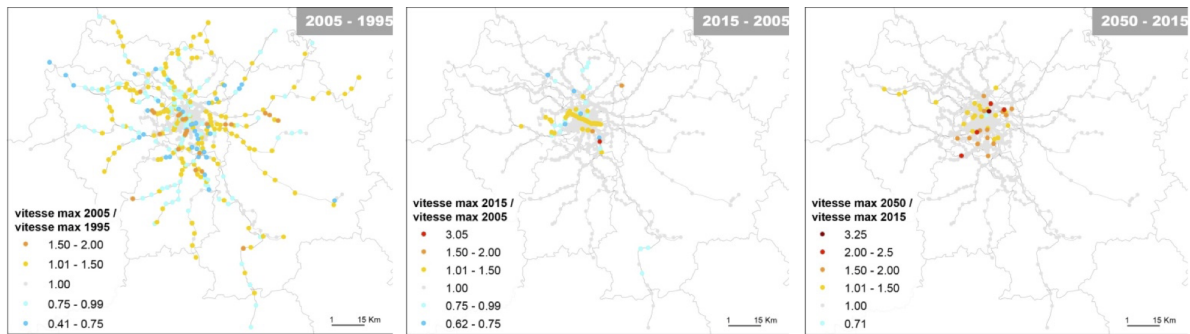 2005 - 1995
vitesse max 2005 /
vitesse max 1995
1.50 - 2.00
1.01 - 1.50
1.00
0.75 - 0.99
0.41 - 0.75
1 15 Km
2015 - 2005
vitesse max 2015 /
vitesse max 2005
3.05
1.50 - 2.00
1.01 - 1.50
1.00
0.75 - 0.99
0.62 - 0.75
1 15 Km
2050 - 2015
vitesse max 2050 /
vitesse max 2015
3.25
2.00 - 2.5
1.50 - 2.00
1.01 - 1.50
1.00
0.71
1 15 Km